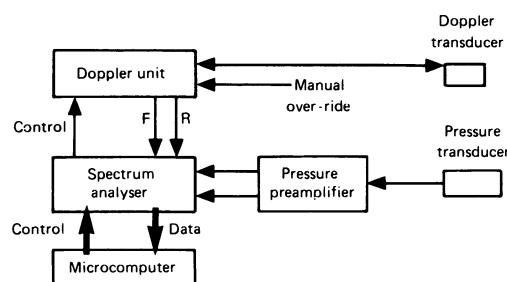 Doppler
transducer
Doppler unit
Manual
over-ride
Control
F
R
Pressure
transducer
Spectrum
analyser
Pressure
preamplifier
Control
Data
Microcomputer